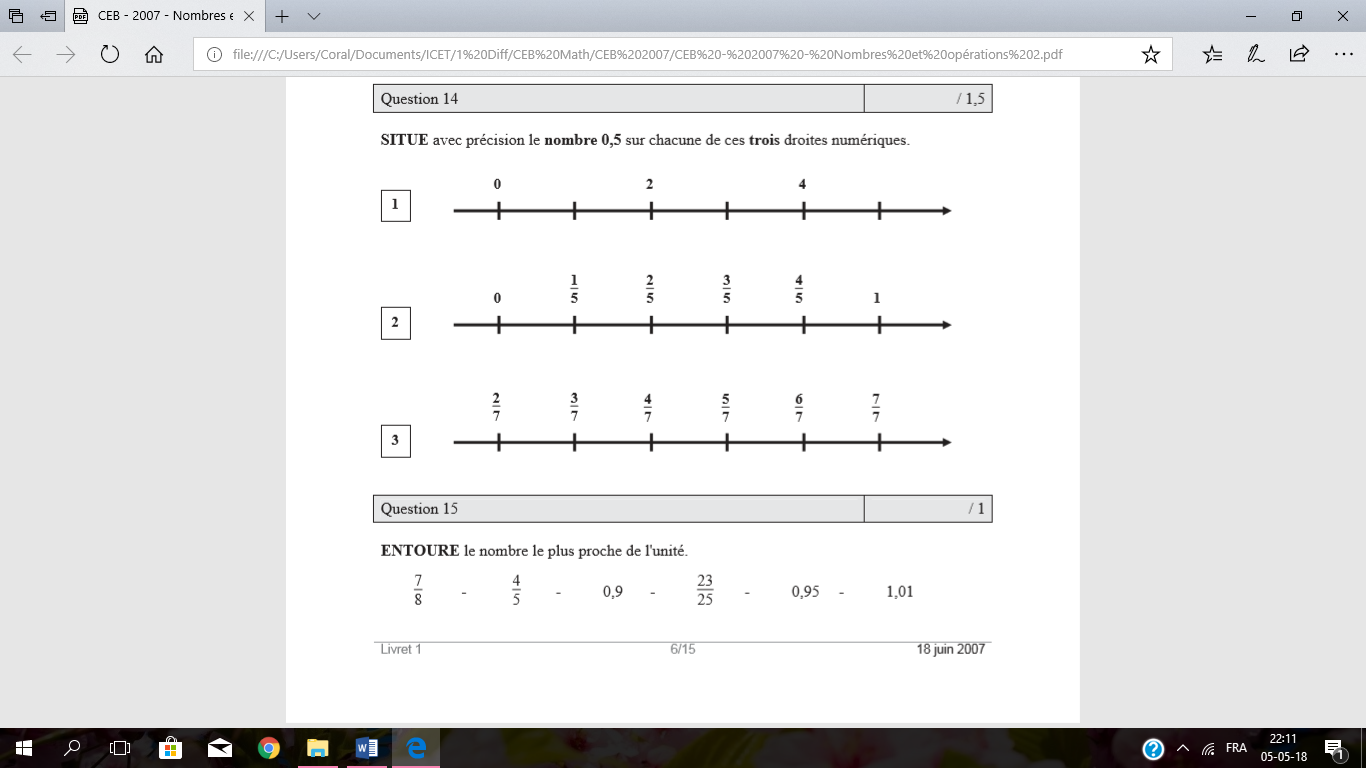 CEB - 2007 - Nombres e
file:///C:/Users/Coral/Documents/ICET/1%20Diff/CEB%20Math/CEB%202007/CEB%20-%202007%20-%20Nombres%20et%20opérations%202.pdf
Question 14 / 1,5
SITUE avec précision le nombre 0,5 sur chacune de ces trois droites numériques.
0 2 4
1
0 1/5 2/5 3/5 4/5 1
2
2/7 3/7 4/7 5/7 6/7 7/7
3
Question 15 / 1
ENTOURE le nombre le plus proche de l'unité.
7/8 - 4/5 - 0,9 - 23/25 - 0,95 - 1,01
Livret 1 6/15 18 juin 2007
FRA 22:11
05-05-18 1